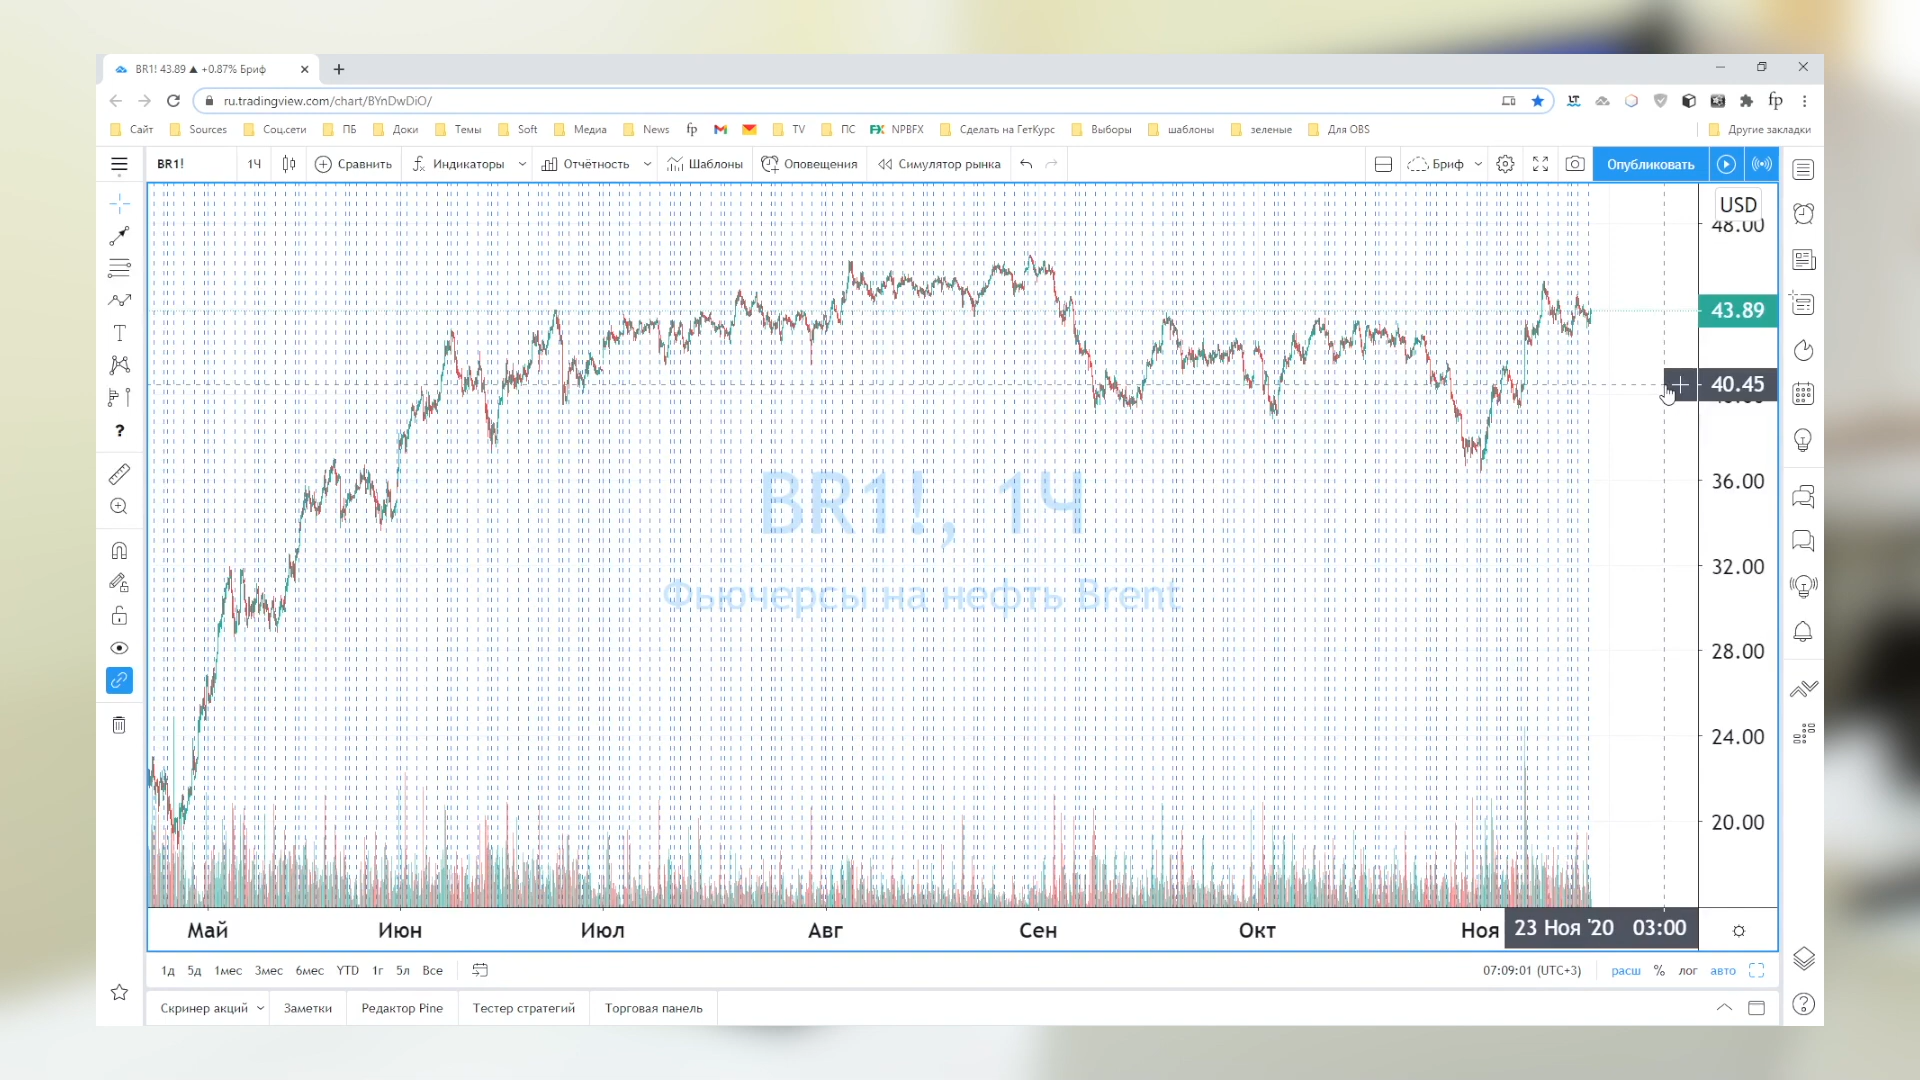 BR1! 43.89 ▲ +0.87% Бриф
ru.tradingview.com/chart/BYnDwDiO/
Сайт Sources Соц.сети ПБ Доки Темы Soft Медиа News fp TV ПС FX NPBFX Сделать на ГетКурс Выборы шаблоны зеленые Для OBS Другие закладки
BR1! 1Ч Сравнить Индикаторы Отчётность Шаблоны Оповещения Симулятор рынка Бриф Опубликовать
USD
48.00
43.89
40.45
36.00
BR1!, 1Ч
32.00
Фьючерсы на нефть Brent
28.00
24.00
20.00
Май Июн Июл Авг Сен Окт Ноя 23 Ноя '20 03:00
1д 5д 1мес 3мес 6мес YTD 1г 5л Все 07:09:01 (UTC+3) расш % лог авто
Скринер акций Заметки Редактор Pine Тестер стратегий Торговая панель